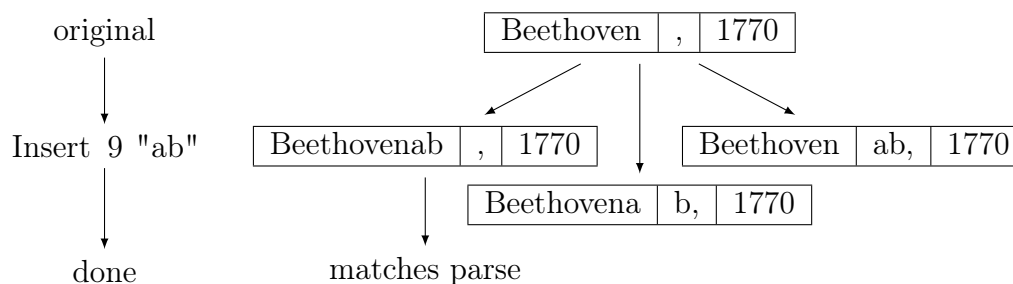 original
Beethoven , 1770
Insert 9 "ab"
Beethovenab , 1770
Beethoven ab, 1770
Beethovena b, 1770
done
matches parse